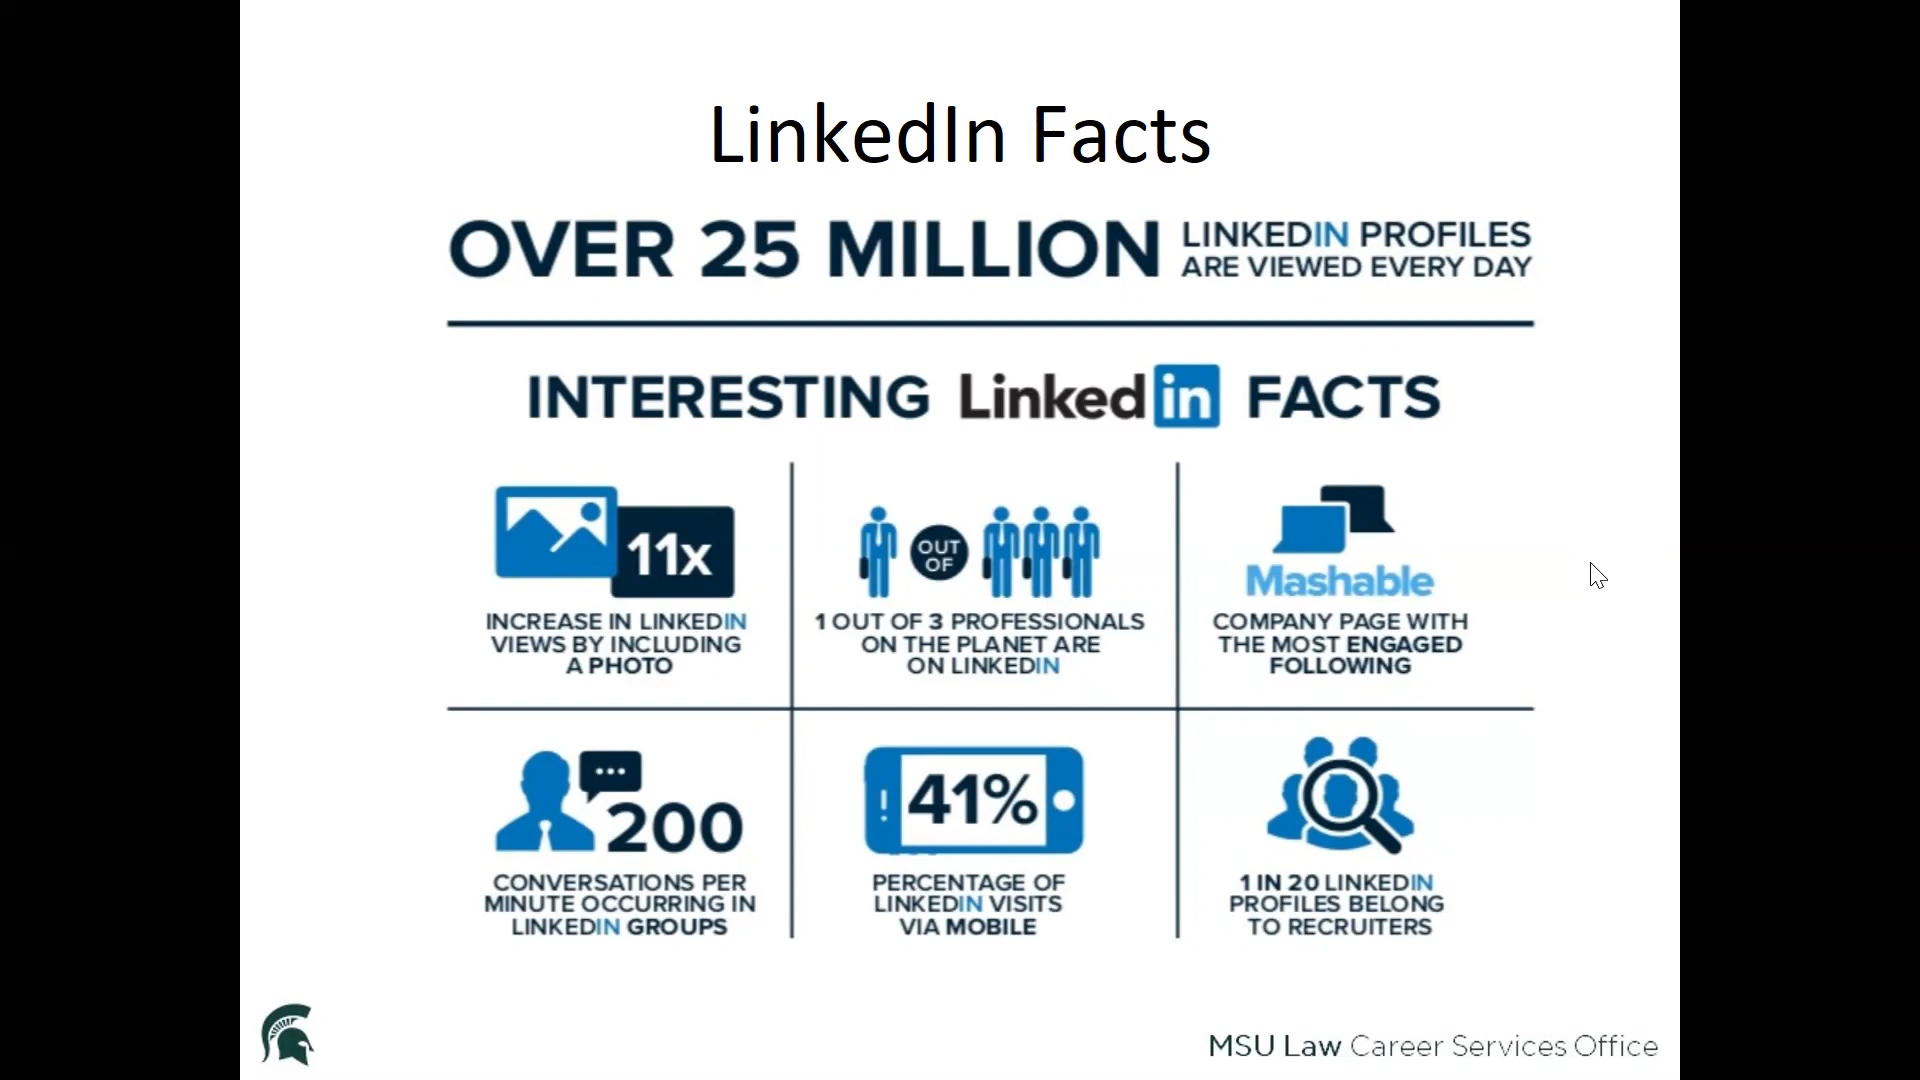 LinkedIn Facts
OVER 25 MILLION
LINKEDIN PROFILES
ARE VIEWED EVERY DAY
INTERESTING Linkedin FACTS
11x
INCREASE IN LINKEDIN
VIEWS BY INCLUDING
A PHOTO
OUT
OF
1 OUT OF 3 PROFESSIONALS
ON THE PLANET ARE
ON LINKEDIN
Mashable
COMPANY PAGE WITH
THE MOST ENGAGED
FOLLOWING
200
CONVERSATIONS PER
MINUTE OCCURRING IN
LINKEDIN GROUPS
41%
PERCENTAGE OF
LINKEDIN VISITS
VIA MOBILE
1 IN 20 LINKEDIN
PROFILES BELONG
TO RECRUITERS
MSU Law Career Services Office